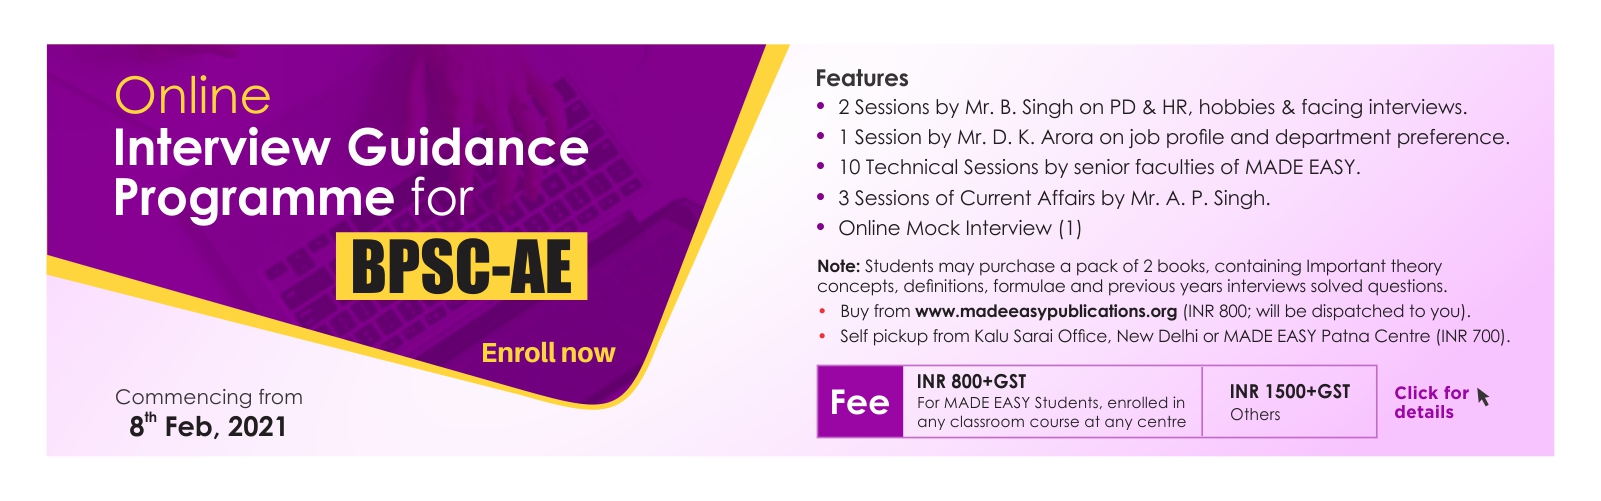 Online
Interview Guidance
Programme for
BPSC-AE
Enroll now
Commencing from
8th Feb, 2021
Features
• 2 Sessions by Mr. B. Singh on PD & HR, hobbies & facing interviews.
• 1 Session by Mr. D. K. Arora on job profile and department preference.
• 10 Technical Sessions by senior faculties of MADE EASY.
• 3 Sessions of Current Affairs by Mr. A. P. Singh.
• Online Mock Interview (1)
Note: Students may purchase a pack of 2 books, containing Important theory
concepts, definitions, formulae and previous years interviews solved questions.
• Buy from www.madeeasypublications.org (INR 800; will be dispatched to you).
• Self pickup from Kalu Sarai Office, New Delhi or MADE EASY Patna Centre (INR 700).
Fee
INR 800+GST
For MADE EASY Students, enrolled in
any classroom course at any centre
INR 1500+GST
Others
Click for
details